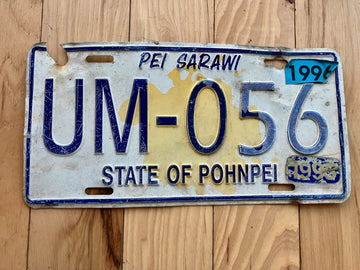 PEI SARAWI
1996
UM-056
STATE OF POHNPEI